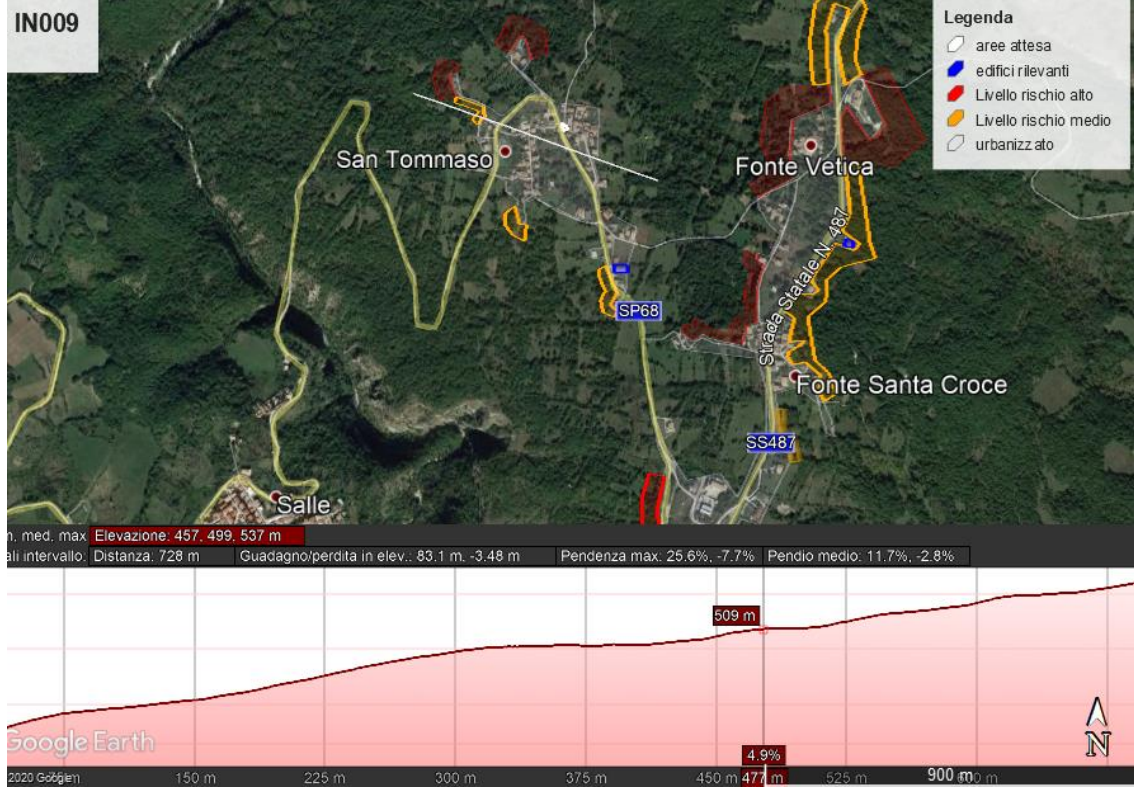 IN009
Legenda
aree attesa
edifici rilevanti
Livello rischio alto
Livello rischio medio
urbanizzato
San Tommaso
Fonte Vetica
Strada Statale N. 487
SP68
Fonte Santa Croce
SS487
Salle
n. med. max Elevazione: 457, 499, 537 m
ali intervallo: Distanza: 728 m Guadagno/perdita in elev.: 83.1 m, -3.48 m Pendenza max: 25.6%, -7.7% Pendio medio: 11.7%, -2.8%
509 m
Google Earth
N
4.9%
2020 Google 150 m 225 m 300 m 375 m 450 m 477 m 525 m 900 m